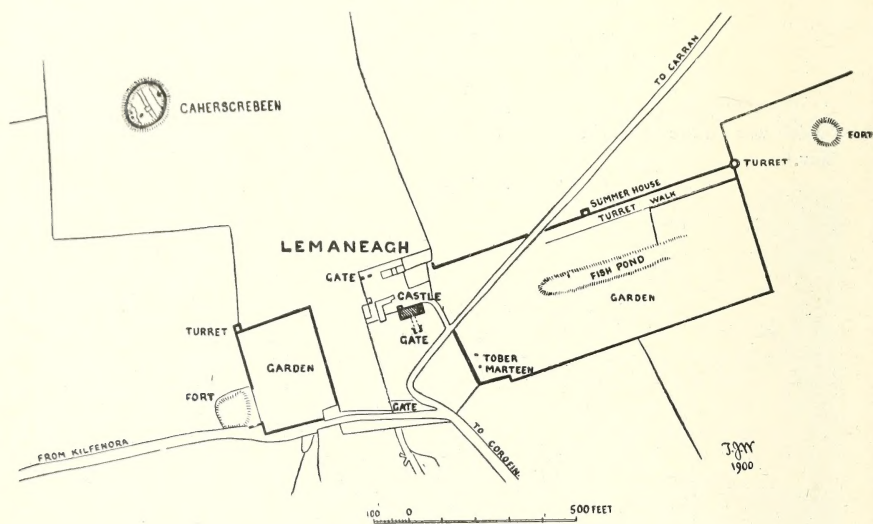 TO CARRAN
CAHERSCREBEEN
FORT
TURRET
SUMMER HOUSE
TURRET WALK
LEMANEAGH
GATE
FISH POND
CASTLE
GARDEN
TURRET
GATE
TOBER
MARTEEN
GARDEN
FORT
GATE
FROM KILFENORA
TO COROFIN.
T.J.W
1900
100 0 500 FEET